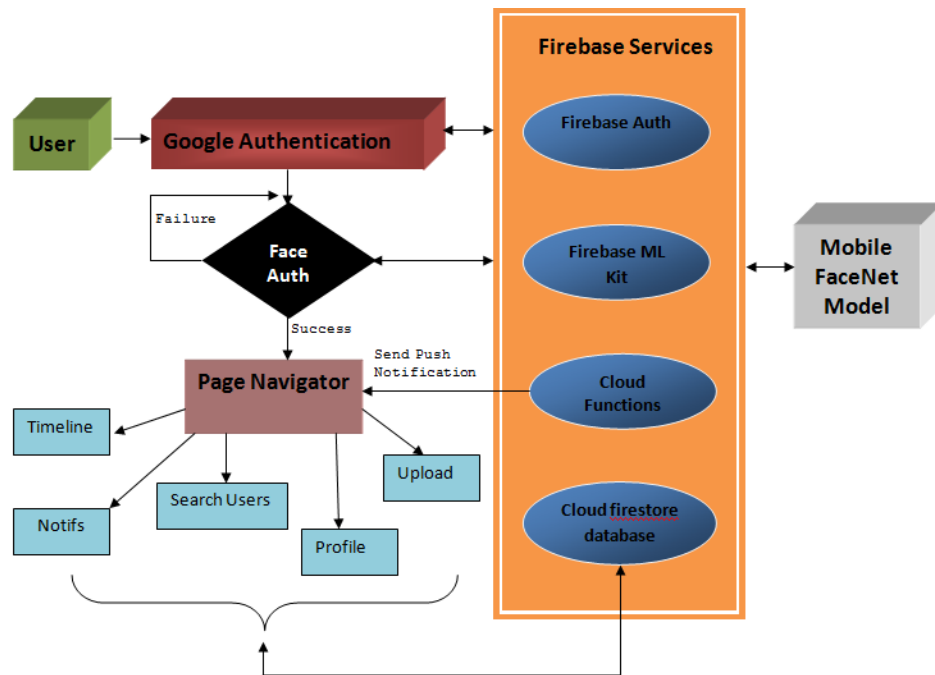 Firebase Services
User
Google Authentication
Firebase Auth
Failure
Face
Auth
Firebase ML
Kit
Mobile
FaceNet
Model
Success
Send Push
Notification
Page Navigator
Cloud
Functions
Timeline
Upload
Search Users
Notifs
Profile
Cloud firestore
database